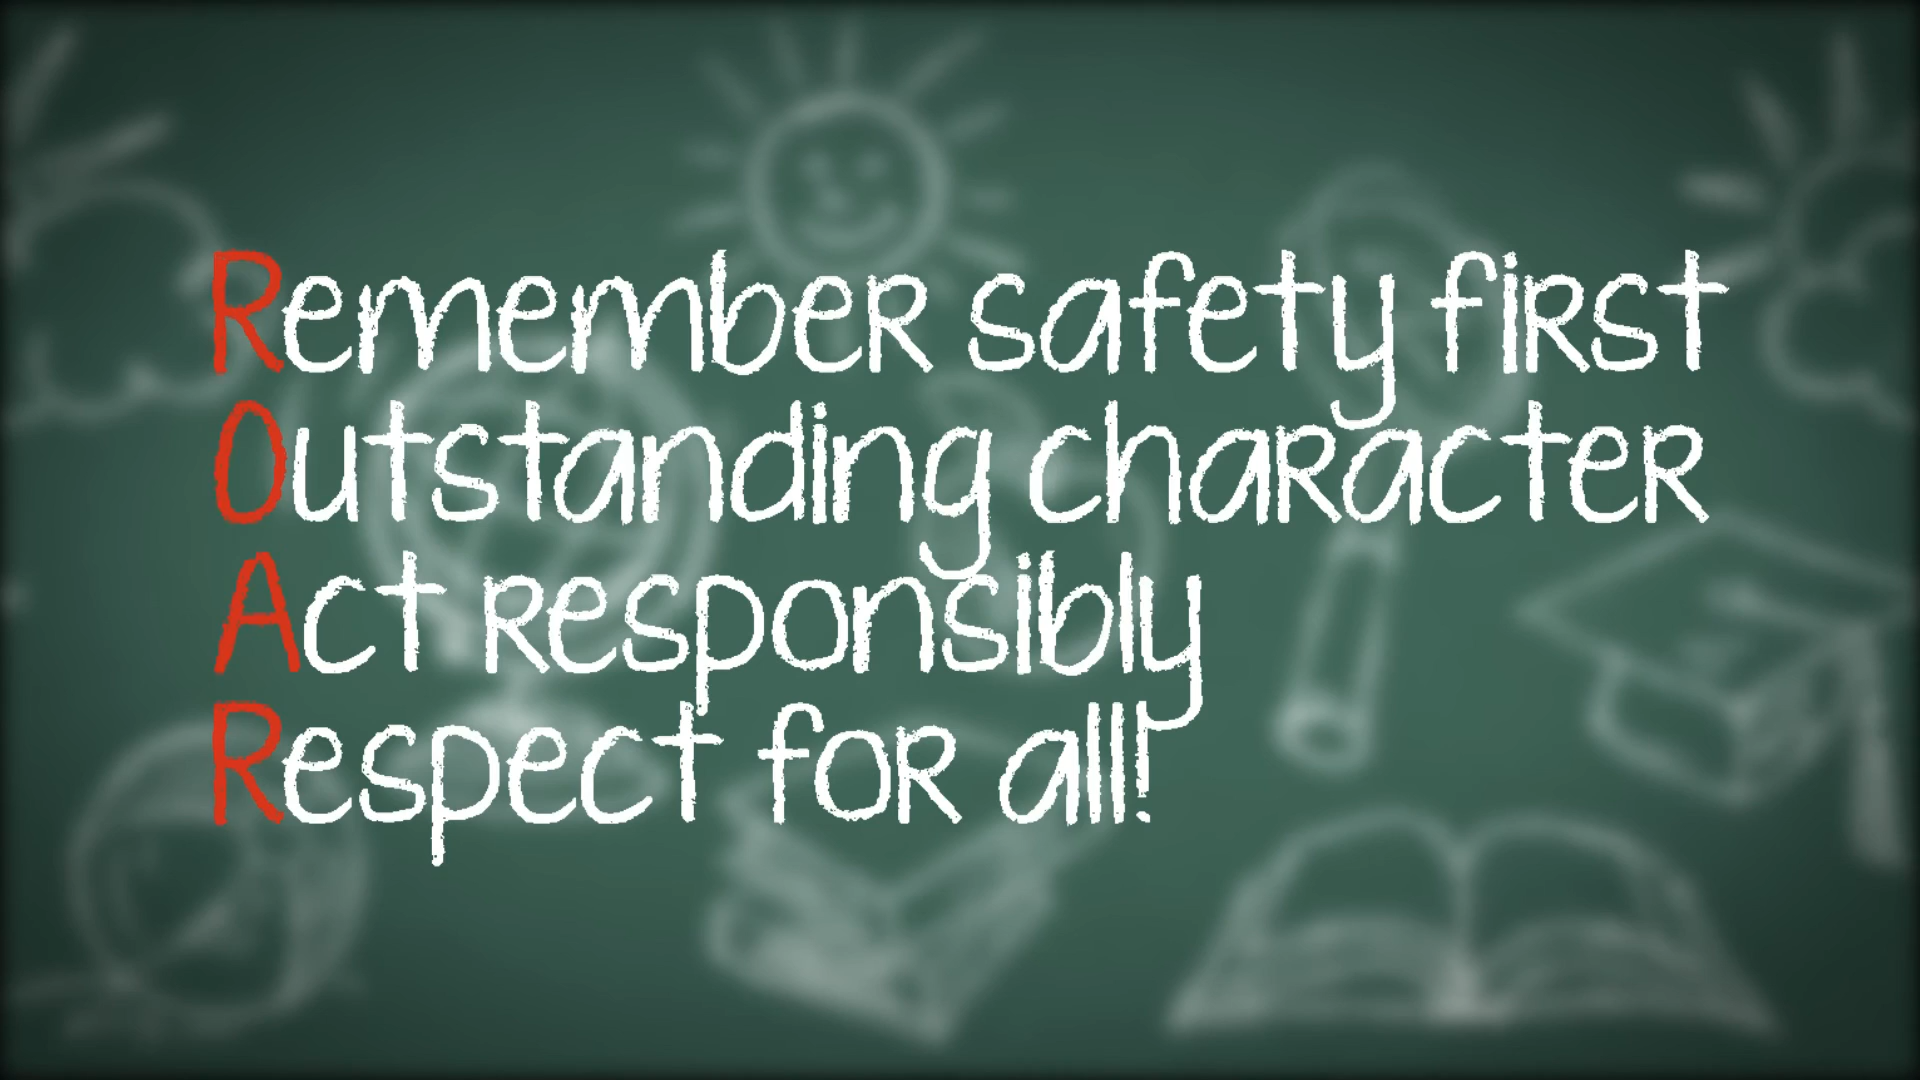 Remember safety first
Outstanding character
Act responsibly
Respect for all!